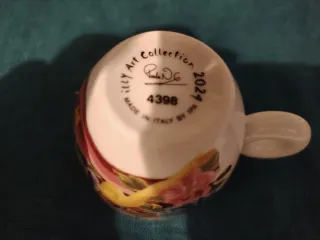 illy Art Collection 2024
4398
MADE IN ITALY BY IPA